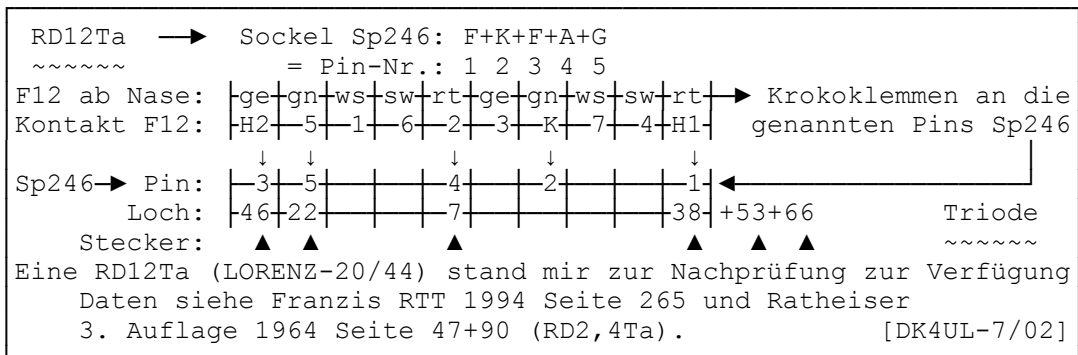 RD12Ta ──► Sockel Sp246: F+K+F+A+G
~~~~~~ = Pin-Nr.: 1 2 3 4 5
F12 ab Nase: ├ge┼gn┼ws┼sw┼rt┼ge┼gn┼ws┼sw┼rt┼─► Krokoklemmen an die
Kontakt F12: ├H2┼─5┼─1┼─6┼─2┼─3┼─K┼─7┼─4┼H1┤ genannten Pins Sp246
↓ ↓ ↓ ↓ ↓
Sp246─► Pin: ├─3┼─5┼──┼──┼─4┼──┼─2┼──┼──┼─1┤◄
Loch: ├46┼22┼──┼──┼─7┼──┼──┼──┼──┼38┤+53+66 Triode
Stecker: ▲ ▲ ▲ ▲ ▲ ▲ ~~~~~~
Eine RD12Ta (LORENZ-20/44) stand mir zur Nachprüfung zur Verfügung
Daten siehe Franzis RTT 1994 Seite 265 und Ratheiser
3. Auflage 1964 Seite 47+90 (RD2,4Ta). [DK4UL-7/02]